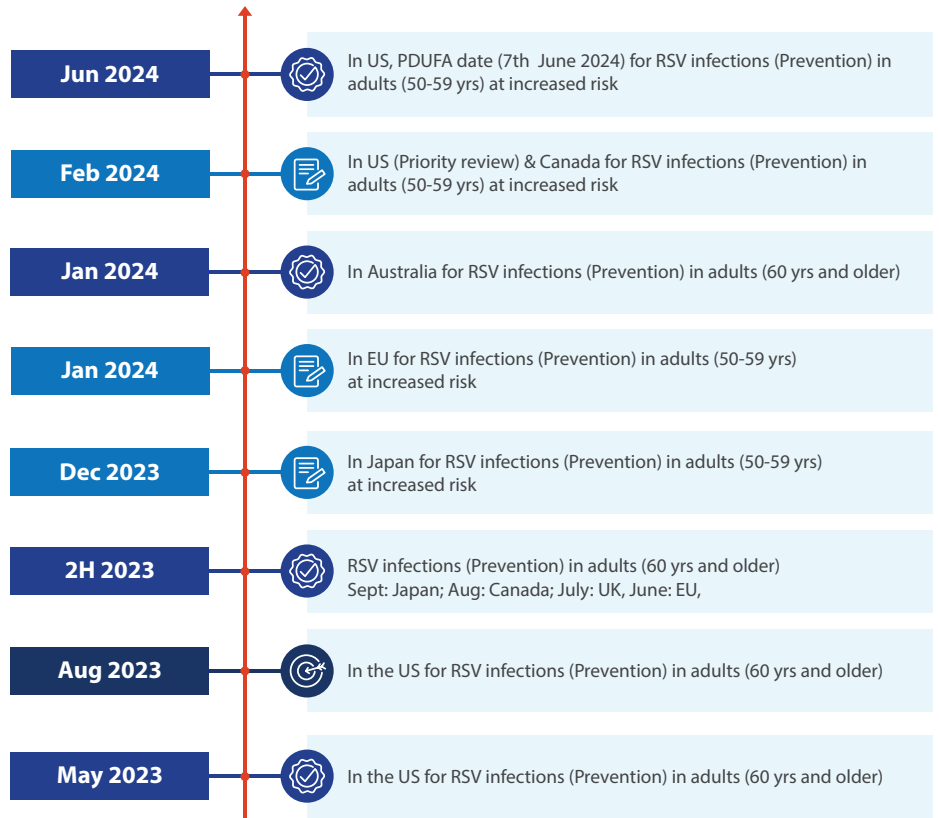 Jun 2024
In US, PDUFA date (7th June 2024) for RSV infections (Prevention) in
adults (50-59 yrs) at increased risk
Feb 2024
In US (Priority review) & Canada for RSV infections (Prevention) in
adults (50-59 yrs) at increased risk
Jan 2024
In Australia for RSV infections (Prevention) in adults (60 yrs and older)
Jan 2024
In EU for RSV infections (Prevention) in adults (50-59 yrs)
at increased risk
Dec 2023
In Japan for RSV infections (Prevention) in adults (50-59 yrs)
at increased risk
2H 2023
RSV infections (Prevention) in adults (60 yrs and older)
Sept: Japan; Aug: Canada; July: UK, June: EU,
Aug 2023
In the US for RSV infections (Prevention) in adults (60 yrs and older)
May 2023
In the US for RSV infections (Prevention) in adults (60 yrs and older)